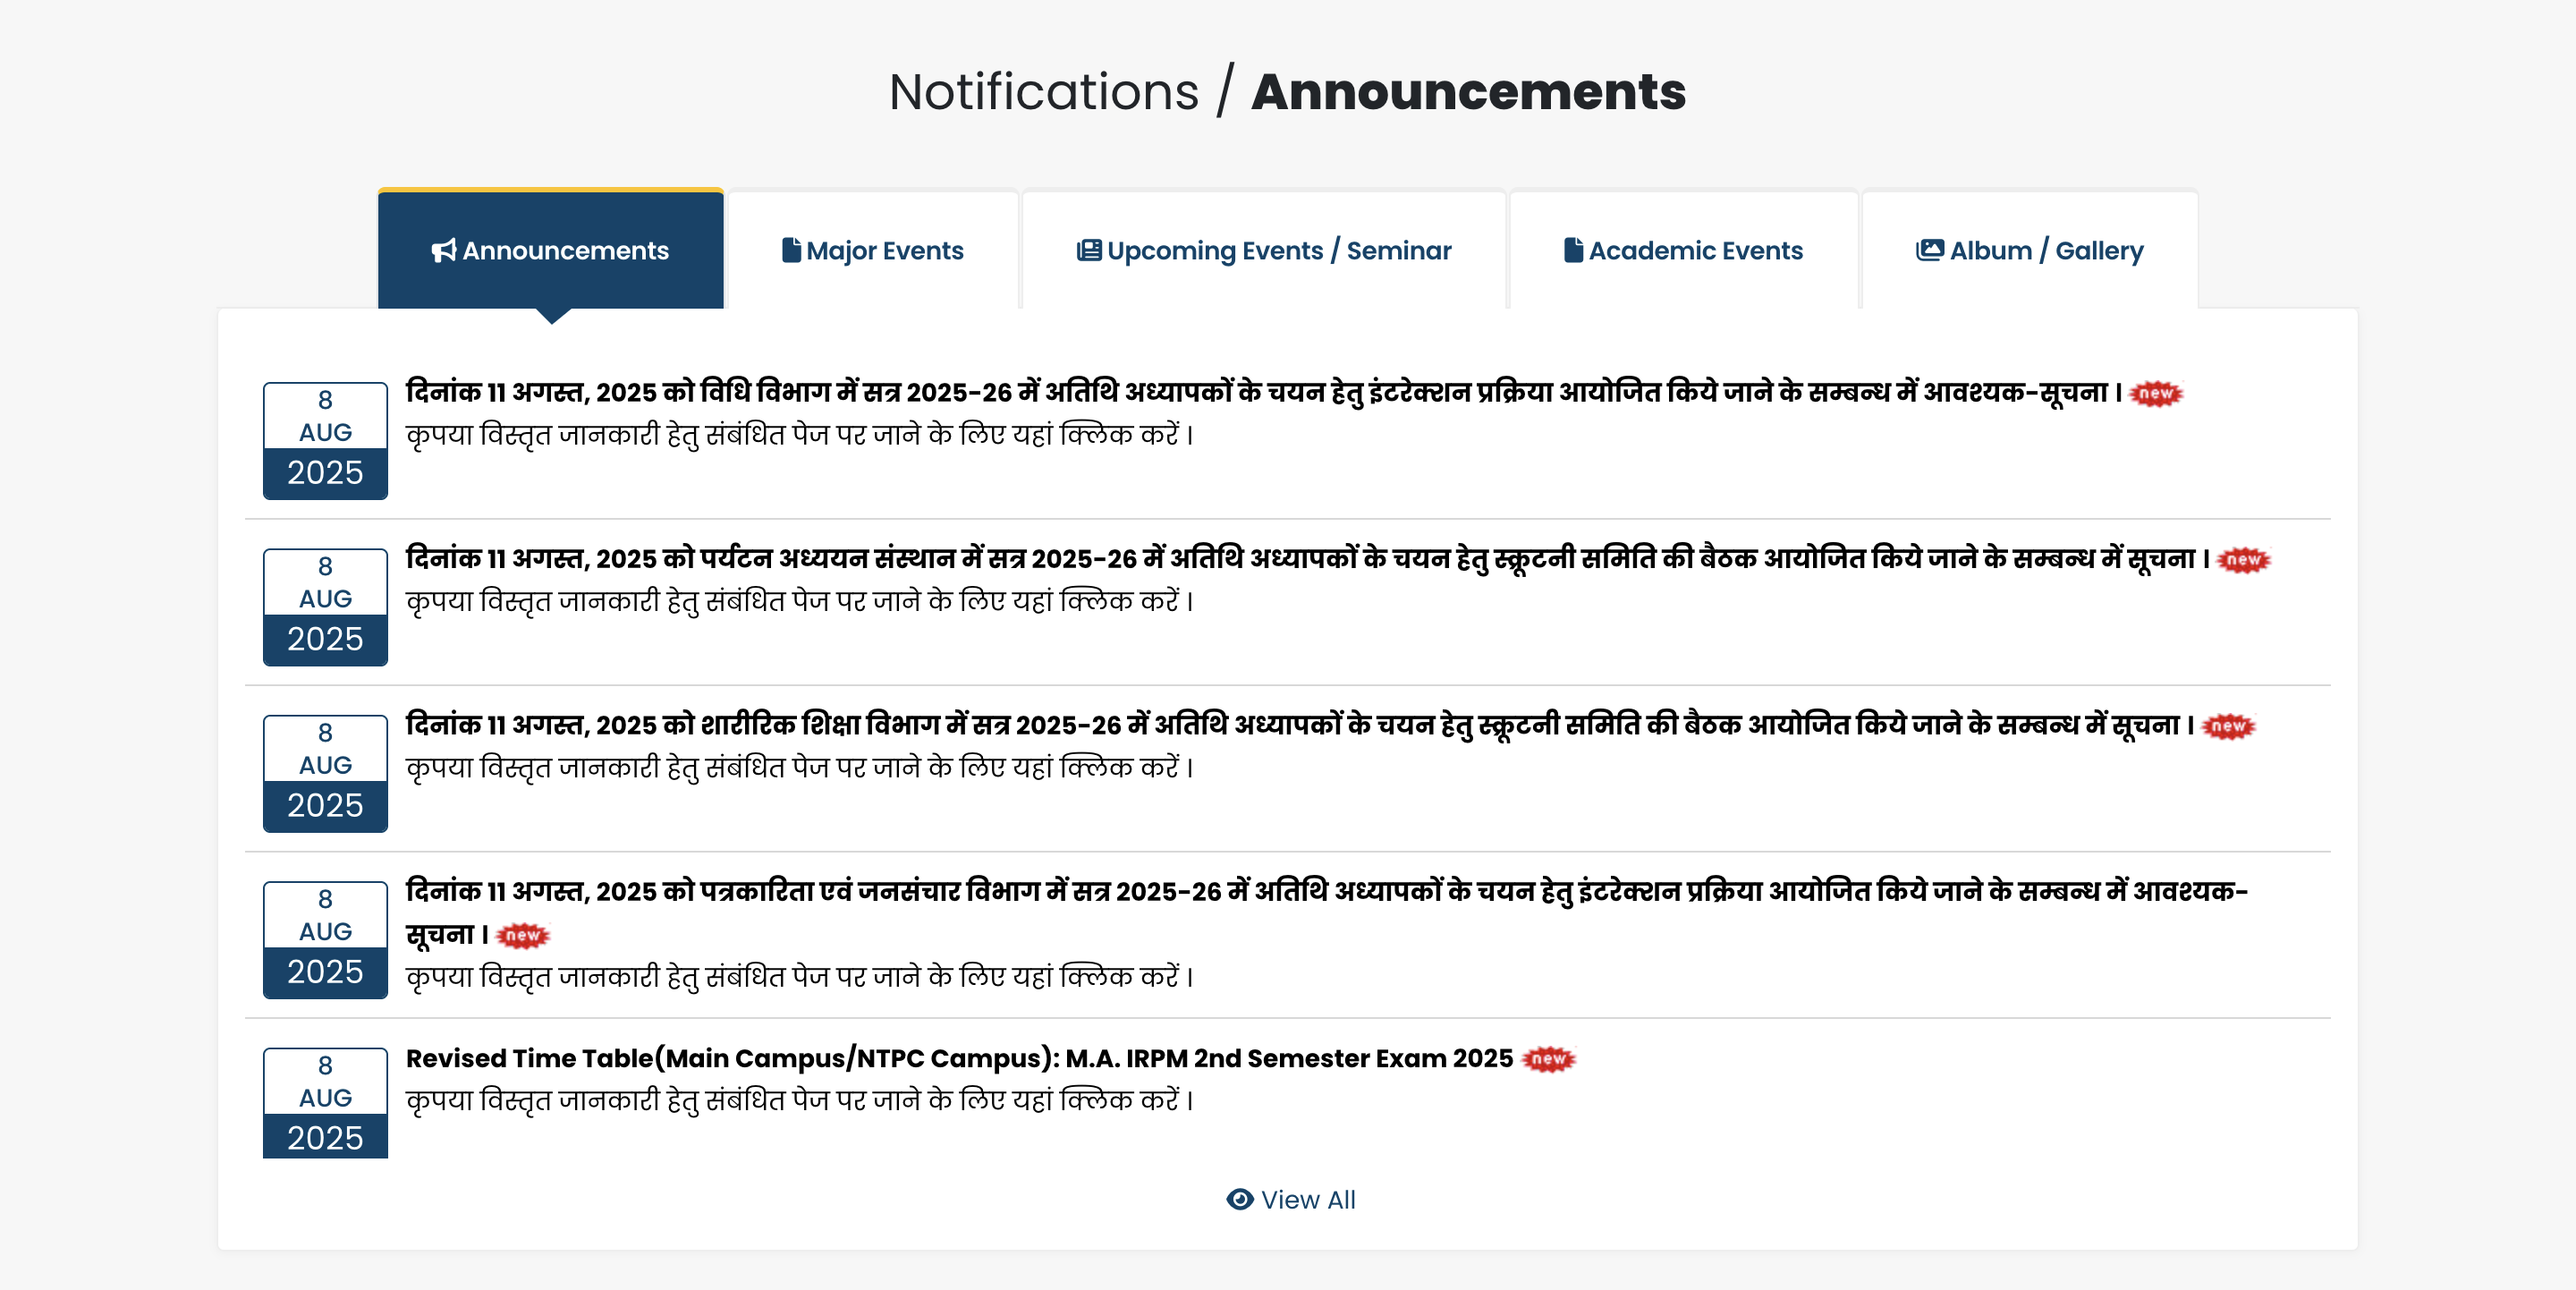 Notifications / Announcements
Announcements
Major Events
Upcoming Events / Seminar
Academic Events
Album / Gallery
8
AUG
2025
दिनांक 11 अगस्त, 2025 को विधि विभाग में सत्र 2025-26 में अतिथि अध्यापकों के चयन हेतु इंटरेक्शन प्रक्रिया आयोजित किये जाने के सम्बन्ध में आवश्यक-सूचना । new
कृपया विस्तृत जानकारी हेतु संबंधित पेज पर जाने के लिए यहां क्लिक करें ।
8
AUG
2025
दिनांक 11 अगस्त, 2025 को पर्यटन अध्ययन संस्थान में सत्र 2025-26 में अतिथि अध्यापकों के चयन हेतु स्क्रूटनी समिति की बैठक आयोजित किये जाने के सम्बन्ध में सूचना । new
कृपया विस्तृत जानकारी हेतु संबंधित पेज पर जाने के लिए यहां क्लिक करें ।
8
AUG
2025
दिनांक 11 अगस्त, 2025 को शारीरिक शिक्षा विभाग में सत्र 2025-26 में अतिथि अध्यापकों के चयन हेतु स्क्रूटनी समिति की बैठक आयोजित किये जाने के सम्बन्ध में सूचना । new
कृपया विस्तृत जानकारी हेतु संबंधित पेज पर जाने के लिए यहां क्लिक करें ।
8
AUG
2025
दिनांक 11 अगस्त, 2025 को पत्रकारिता एवं जनसंचार विभाग में सत्र 2025-26 में अतिथि अध्यापकों के चयन हेतु इंटरेक्शन प्रक्रिया आयोजित किये जाने के सम्बन्ध में आवश्यक-
सूचना । new
कृपया विस्तृत जानकारी हेतु संबंधित पेज पर जाने के लिए यहां क्लिक करें ।
8
AUG
2025
Revised Time Table(Main Campus/NTPC Campus): M.A. IRPM 2nd Semester Exam 2025 new
कृपया विस्तृत जानकारी हेतु संबंधित पेज पर जाने के लिए यहां क्लिक करें ।
View All